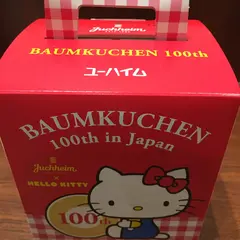 Juchheim
BAUMKUCHEN 100th
ユーハイム
BAUMKUCHEN
100th in Japan
Juchheim
×
HELLO KITTY
100th